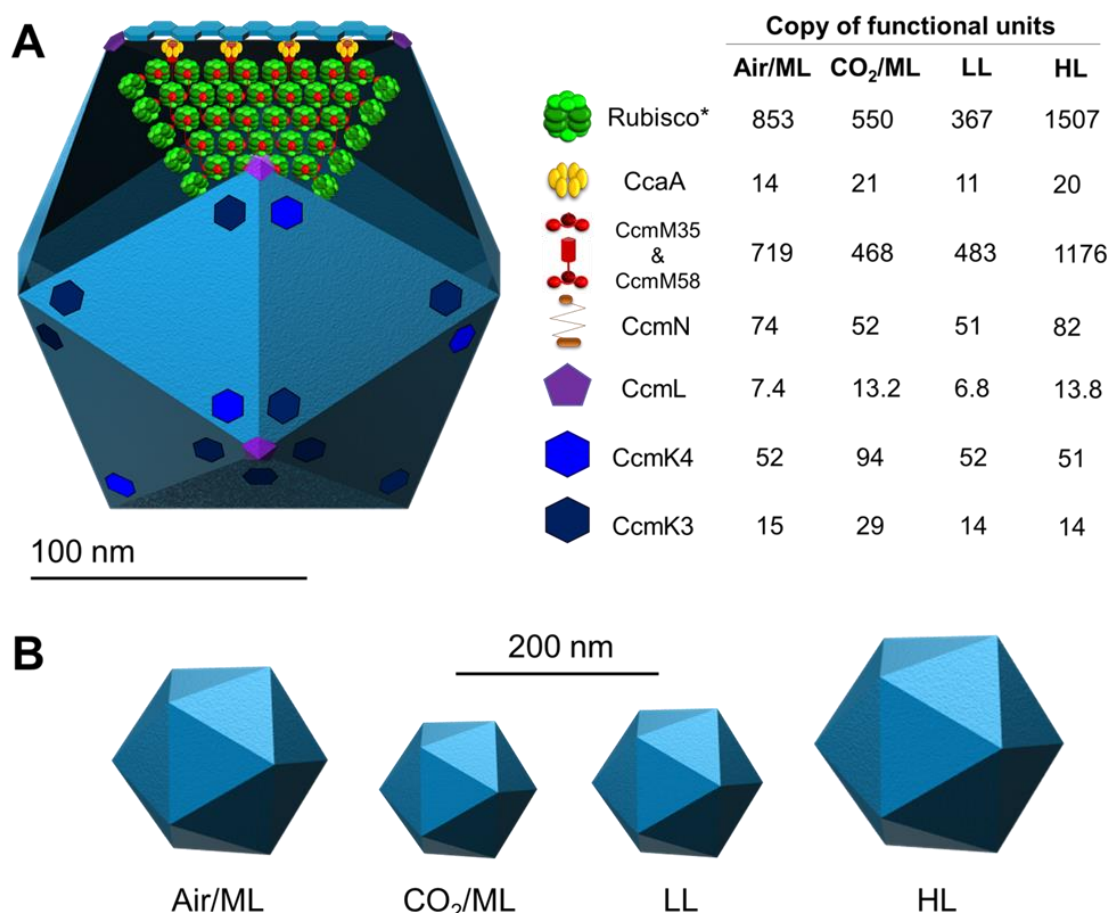 A
Copy of functional units
Air/ML CO₂/ML LL HL
Rubisco* 853 550 367 1507
CcaA 14 21 11 20
CcmM35
&
CcmM58
719 468 483 1176
CcmN 74 52 51 82
CcmL 7.4 13.2 6.8 13.8
CcmK4 52 94 52 51
CcmK3 15 29 14 14
100 nm
B
200 nm
Air/ML CO₂/ML LL HL